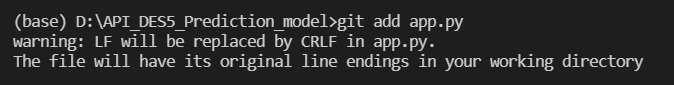 (base) D:\API_DES5_Prediction_model>git add app.py
warning: LF will be replaced by CRLF in app.py.
The file will have its original line endings in your working directory